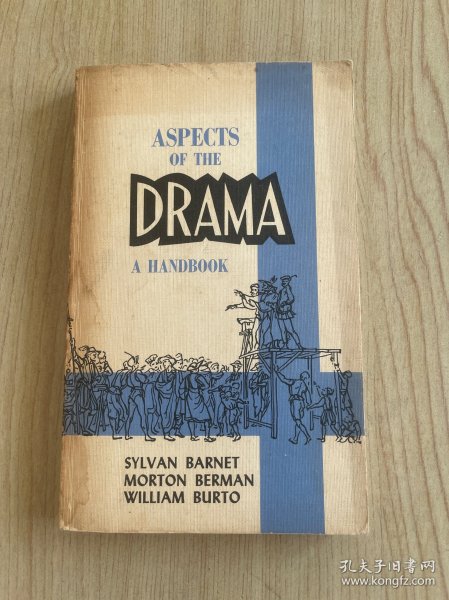 ASPECTS
OF THE
DRAMA
A HANDBOOK
SYLVAN BARNET
MORTON BERMAN
WILLIAM BURTO
孔夫子旧书网
www.kongfz.com